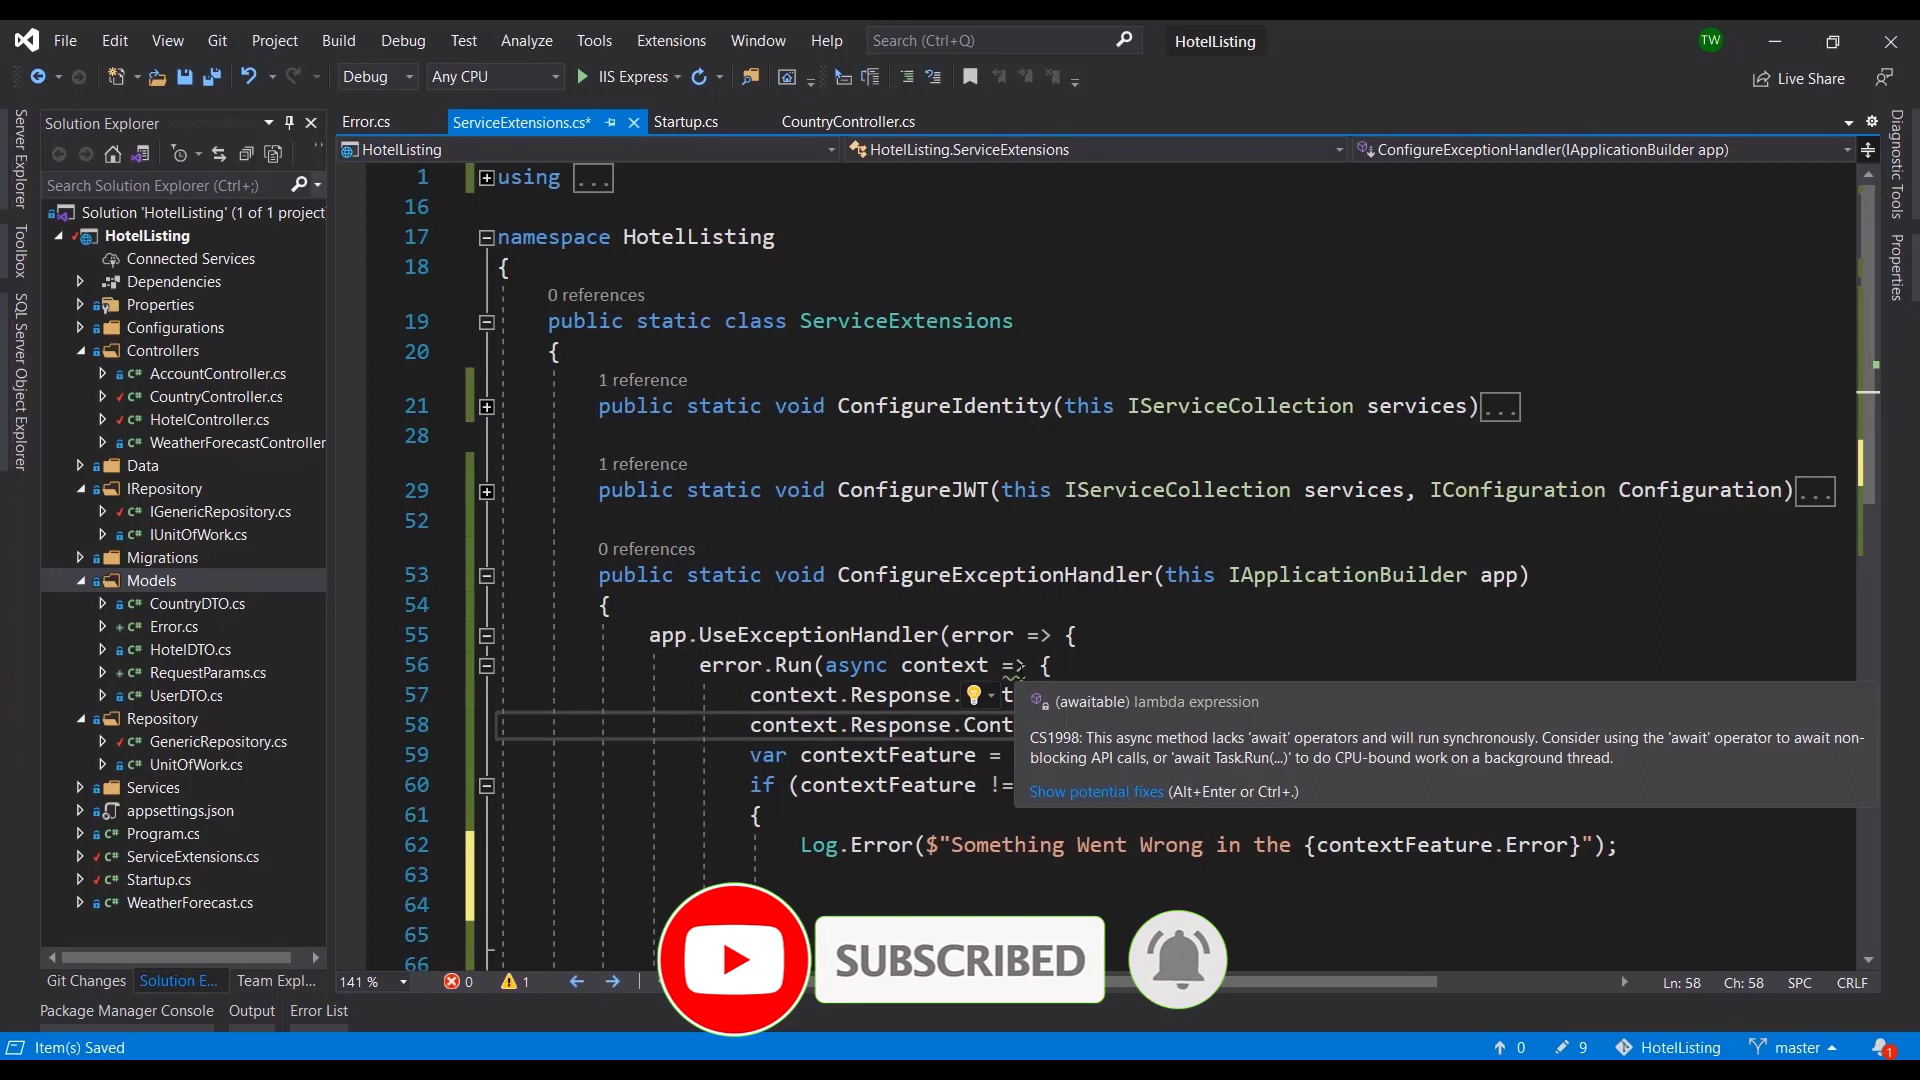 File Edit View Git Project Build Debug Test Analyze Tools Extensions Window Help Search (Ctrl+Q) HotelListing TW
Debug Any CPU IIS Express Live Share
Server Explorer
Toolbox
SQL Server Object Explorer
Solution Explorer
Search Solution Explorer (Ctrl+;)
Solution 'HotelListing' (1 of 1 project
HotelListing
Connected Services
Dependencies
Properties
Configurations
Controllers
C# AccountController.cs
C# CountryController.cs
C# HotelController.cs
C# WeatherForecastController
Data
IRepository
C# IGenericRepository.cs
C# IUnitOfWork.cs
Migrations
Models
C# CountryDTO.cs
C# Error.cs
C# HotelDTO.cs
C# RequestParams.cs
C# UserDTO.cs
Repository
C# GenericRepository.cs
C# UnitOfWork.cs
Services
appsettings.json
C# Program.cs
C# ServiceExtensions.cs
C# Startup.cs
C# WeatherForecast.cs
Git Changes Solution E... Team Expl...
Error.cs ServiceExtensions.cs* Startup.cs CountryController.cs
HotelListing HotelListing.ServiceExtensions ConfigureExceptionHandler(IApplicationBuilder app)
1 using ...
16
17 namespace HotelListing
18 {
0 references
19 public static class ServiceExtensions
20 {
1 reference
21 public static void ConfigureIdentity(this IServiceCollection services)...
28
1 reference
29 public static void ConfigureJWT(this IServiceCollection services, IConfiguration Configuration)...
52
0 references
53 public static void ConfigureExceptionHandler(this IApplicationBuilder app)
54 {
55 app.UseExceptionHandler(error => {
56 error.Run(async context => {
57 context.Response. t
58 context.Response.Cont
59 var contextFeature =
60 if (contextFeature !=
61 {
62 Log.Error($"Something Went Wrong in the {contextFeature.Error}");
63
64
65
66
(awaitable) lambda expression
CS1998: This async method lacks 'await' operators and will run synchronously. Consider using the 'await' operator to await non-
blocking API calls, or 'await Task.Run(...)' to do CPU-bound work on a background thread.
Show potential fixes (Alt+Enter or Ctrl+.)
SUBSCRIBED
141 % 0 1 Ln: 58 Ch: 58 SPC CRLF
Diagnostic Tools
Properties
Package Manager Console Output Error List
Item(s) Saved 0 9 HotelListing master 1